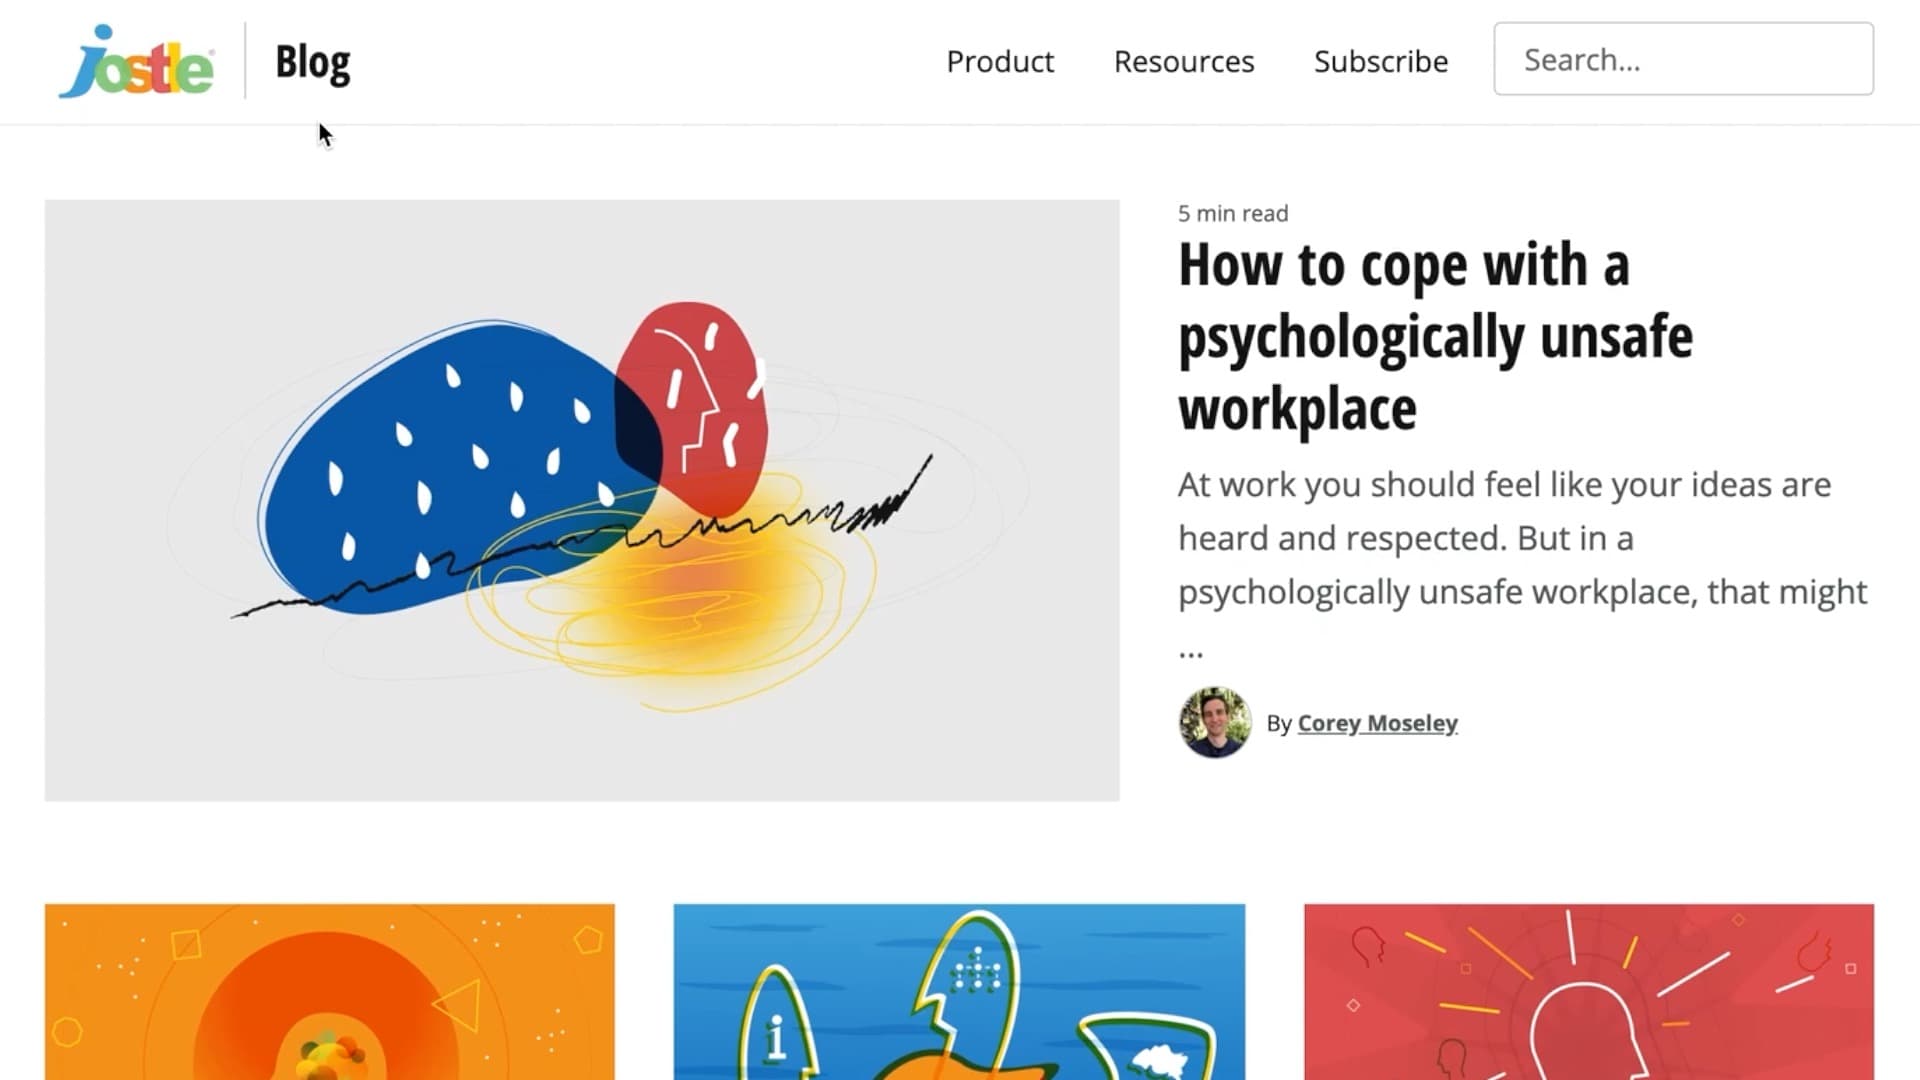 jostle
Blog
Product
Resources
Subscribe
Search...
5 min read
How to cope with a
psychologically unsafe
workplace
At work you should feel like your ideas are
heard and respected. But in a
psychologically unsafe workplace, that might
...
By Corey Moseley
i